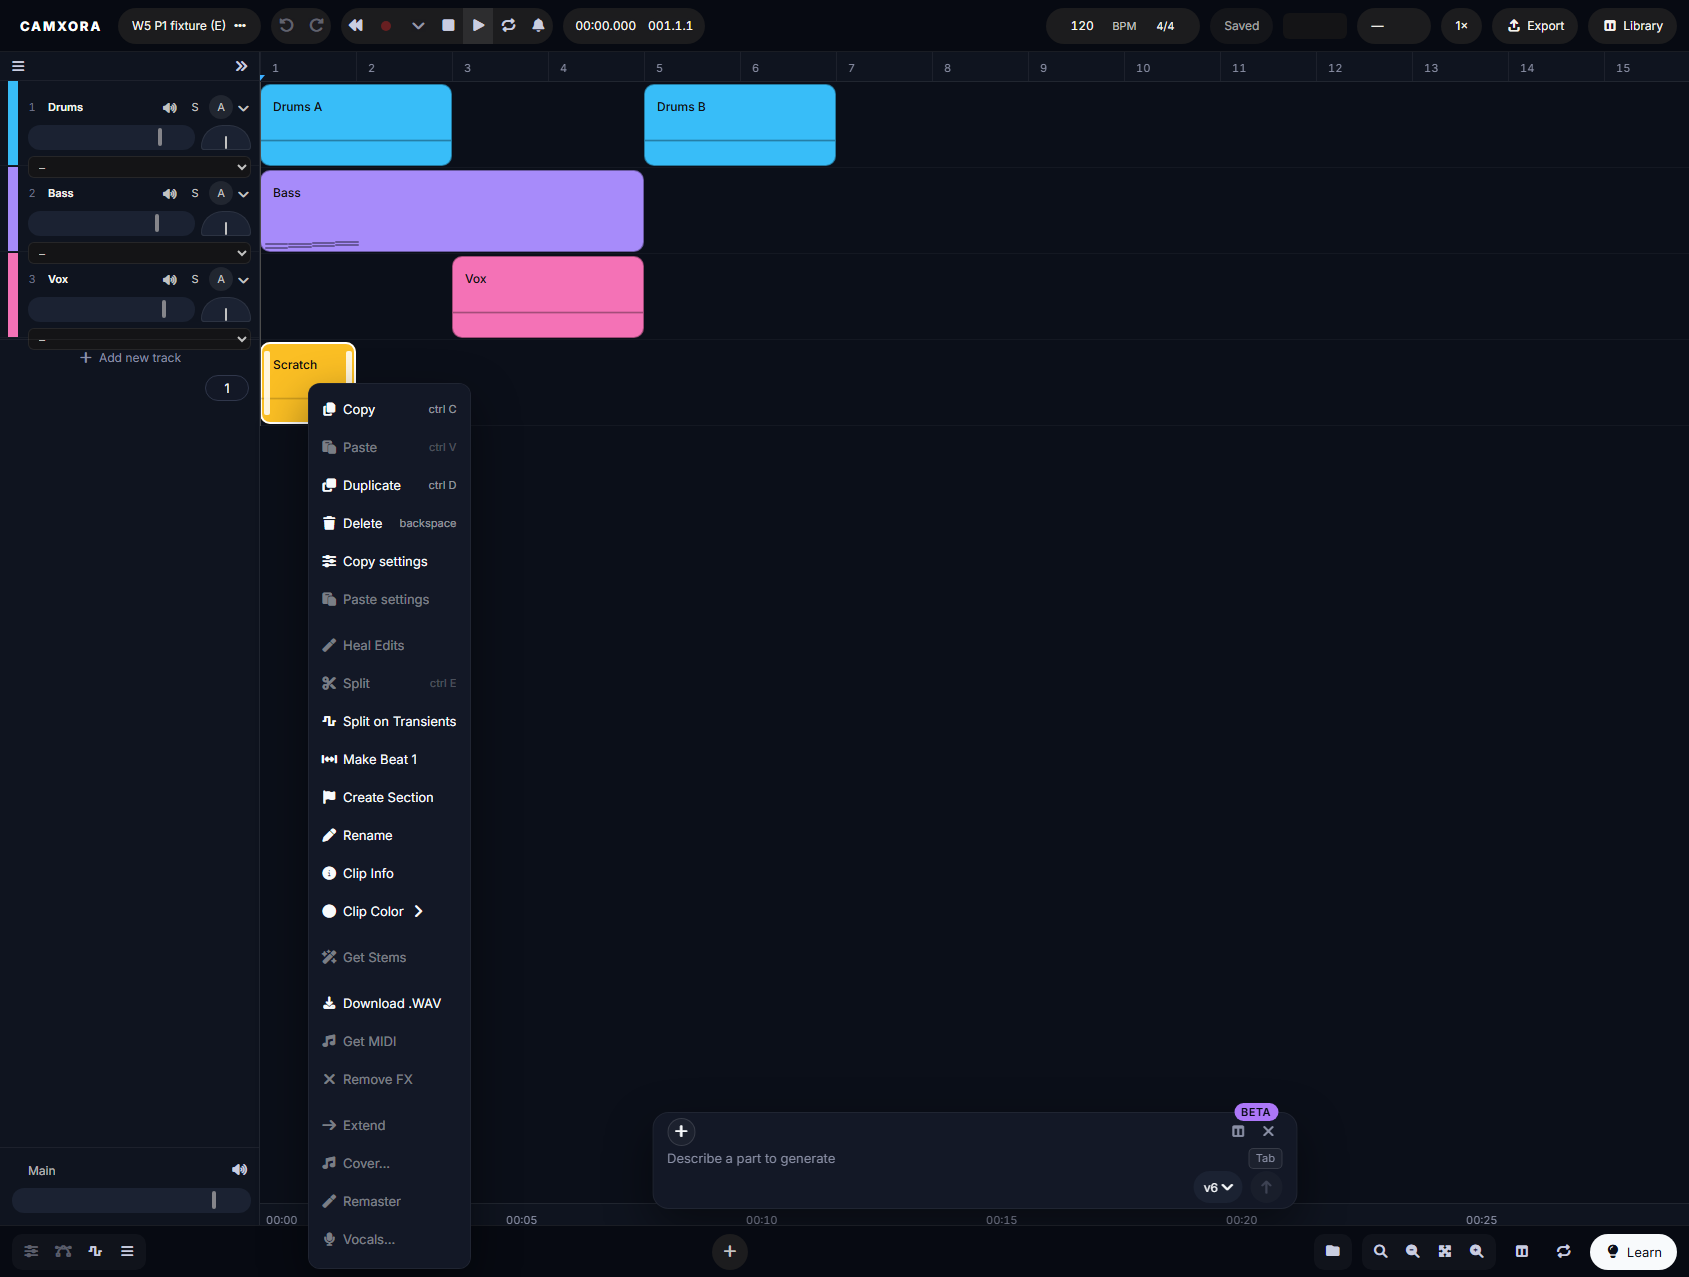 CAMXORA W5 P1 fixture (E) 00:00.000 001.1.1 120 BPM 4/4 Saved — 1× Export Library
1 2 3 4 5 6 7 8 9 10 11 12 13 14 15
1 Drums S A
–
Drums A Drums B
2 Bass S A
–
Bass
3 Vox S A
–
Vox
Add new track
1
Scratch
Copy ctrl C
Paste ctrl V
Duplicate ctrl D
Delete backspace
Copy settings
Paste settings
Heal Edits
Split ctrl E
Split on Transients
Make Beat 1
Create Section
Rename
Clip Info
Clip Color
Get Stems
Download .WAV
Get MIDI
Remove FX
Extend
Cover...
Remaster
Vocals...
BETA
Describe a part to generate Tab
v6
Main
00:00 00:05 00:10 00:15 00:20 00:25
Learn